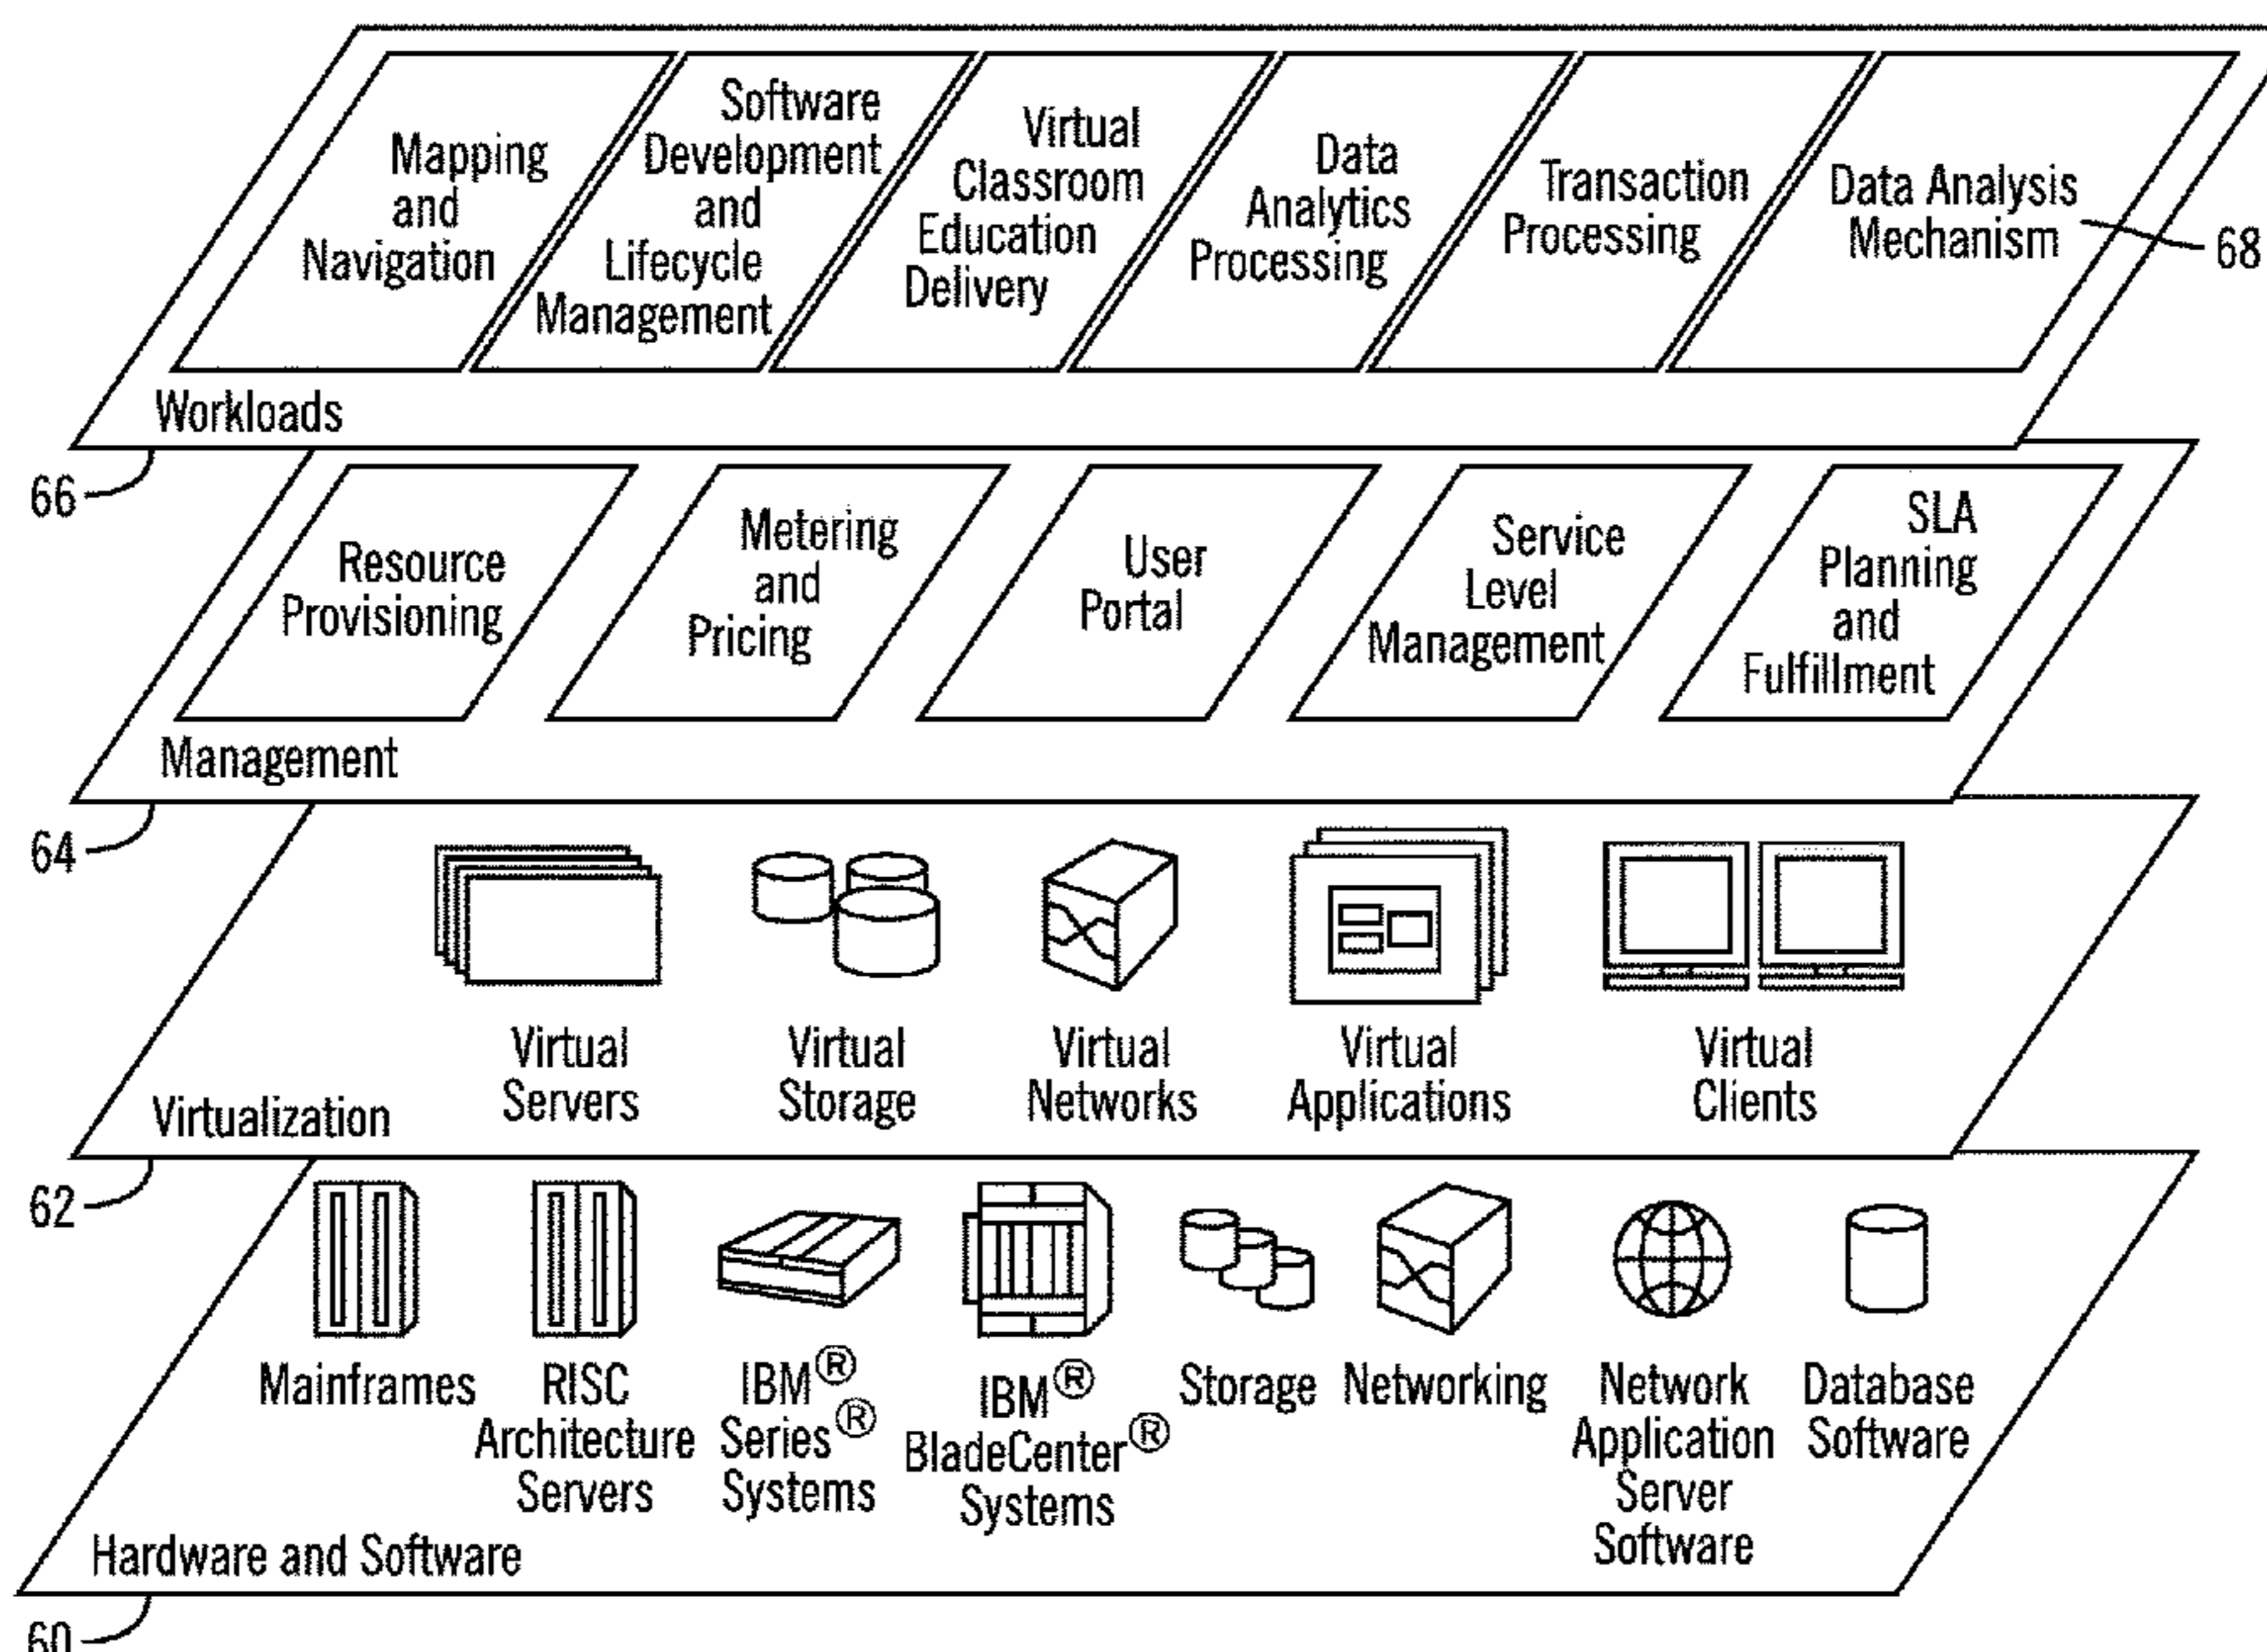 Mapping
and
Navigation
Software
Development
and
Lifecycle
Management
Virtual
Classroom
Education
Delivery
Data
Analytics
Processing
Transaction
Processing
Data Analysis
Mechanism
68
Workloads
66
Resource
Provisioning
Metering
and
Pricing
User
Portal
Service
Level
Management
SLA
Planning
and
Fulfillment
Management
64
Virtual
Servers
Virtual
Storage
Virtual
Networks
Virtual
Applications
Virtual
Clients
Virtualization
62
Mainframes
RISC
Architecture
Servers
IBM®
Series®
Systems
IBM®
BladeCenter®
Systems
Storage
Networking
Network
Application
Server
Software
Database
Software
Hardware and Software
60